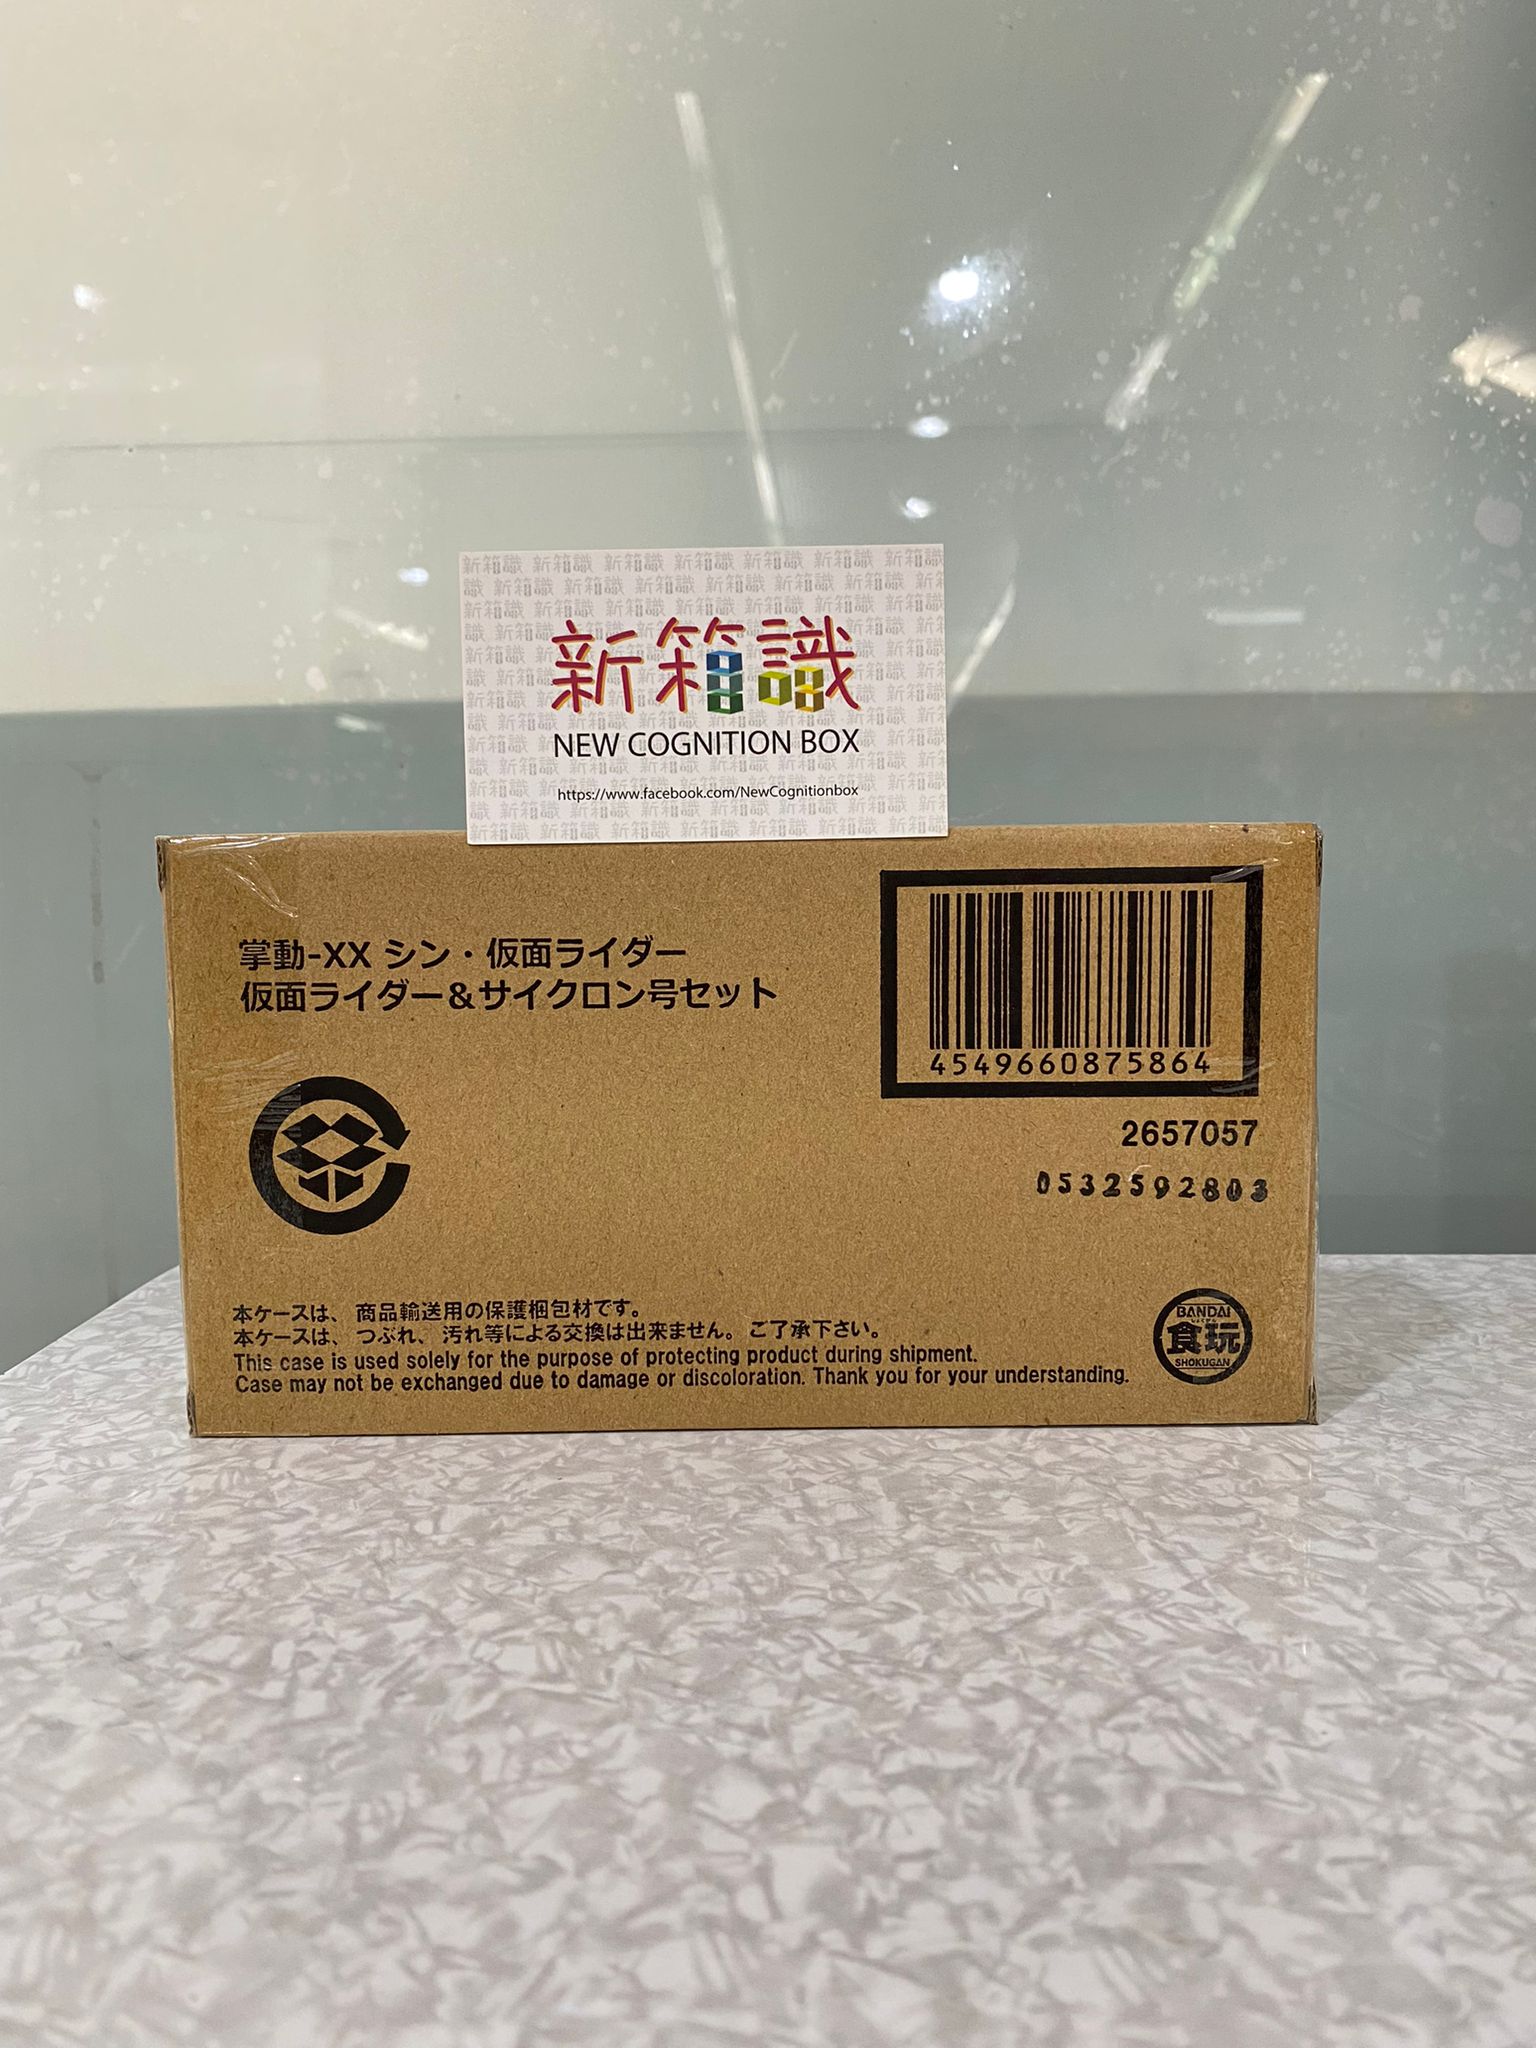 新箱識
NEW COGNITION BOX
https://www.facebook.com/NewCognitionbox
掌動-XX シン・仮面ライダー
仮面ライダー&サイクロン号セット
4549660875864
2657057
0532592803
本ケースは、商品輸送用の保護梱包材です。
本ケースは、つぶれ、汚れ等による交換は出来ません。ご了承下さい。
This case is used solely for the purpose of protecting product during shipment.
Case may not be exchanged due to damage or discoloration. Thank you for your understanding.
BANDAI
食玩
SHOKUGAN